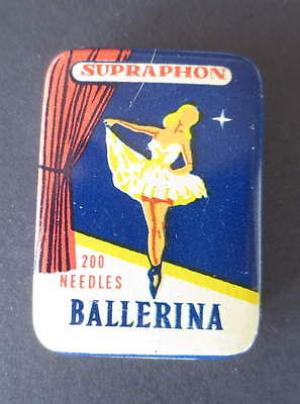 SUPRAPHON
200
NEEDLES
BALLERINA